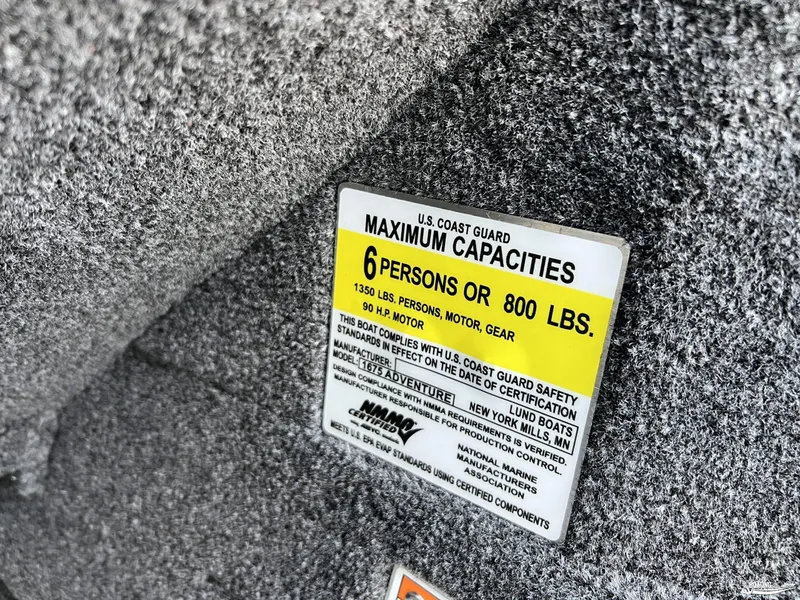 U.S. COAST GUARD
MAXIMUM CAPACITIES
6 PERSONS OR 800 LBS.
1350 LBS. PERSONS, MOTOR, GEAR
90 H.P. MOTOR
THIS BOAT COMPLIES WITH U.S. COAST GUARD SAFETY
STANDARDS IN EFFECT ON THE DATE OF CERTIFICATION
MANUFACTURER: LUND BOATS
MODEL: 1675 ADVENTURE NEW YORK MILLS, MN
DESIGN COMPLIANCE WITH NMMA REQUIREMENTS IS VERIFIED.
MANUFACTURER RESPONSIBLE FOR PRODUCTION CONTROL.
NMMA
CERTIFIED
NATIONAL MARINE
MANUFACTURERS
ASSOCIATION
MEETS U.S. EPA EVAP STANDARDS USING CERTIFIED COMPONENTS